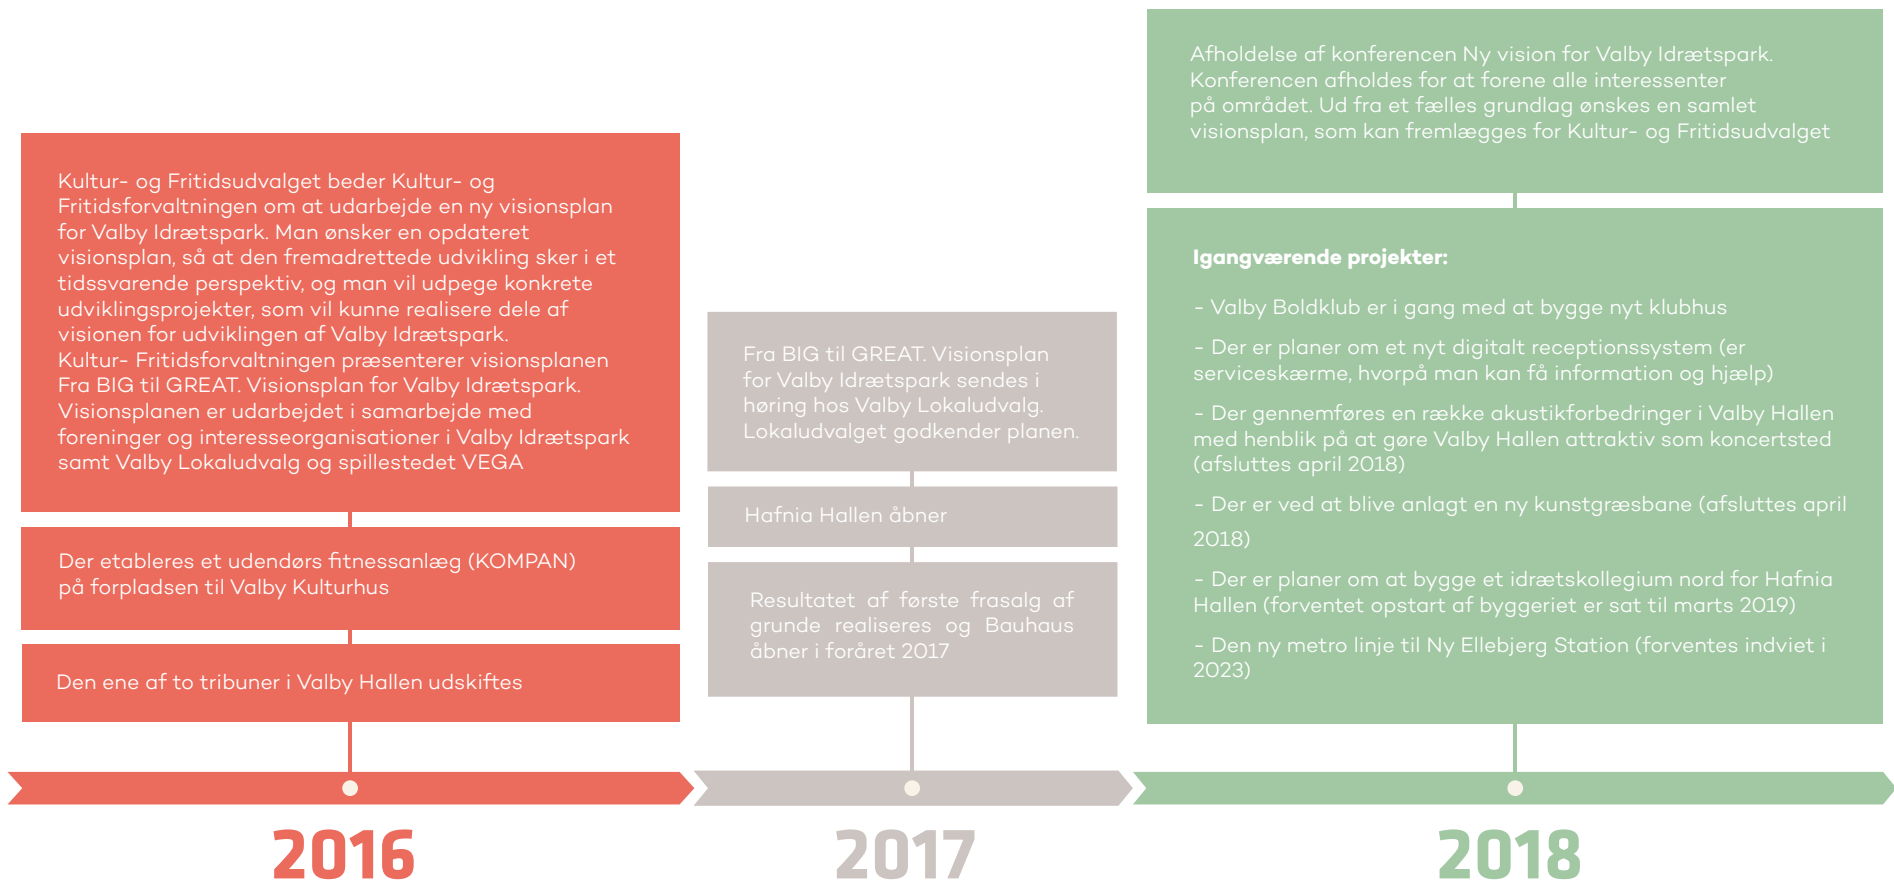 Kultur- og Fritidsudvalget beder Kultur- og
Fritidsforvaltningen om at udarbejde en ny visionsplan
for Valby Idrætspark. Man ønsker en opdateret
visionsplan, så at den fremadrettede udvikling sker i et
tidssvarende perspektiv, og man vil udpege konkrete
udviklingsprojekter, som vil kunne realisere dele af
visionen for udviklingen af Valby Idrætspark.
Kultur- Fritidsforvaltningen præsenterer visionsplanen
Fra BIG til GREAT. Visionsplan for Valby Idrætspark.
Visionsplanen er udarbejdet i samarbejde med
foreninger og interesseorganisationer i Valby Idrætspark
samt Valby Lokaludvalg og spillestedet VEGA
Der etableres et udendørs fitnessanlæg (KOMPAN)
på forpladsen til Valby Kulturhus
Den ene af to tribuner i Valby Hallen udskiftes
2016
Fra BIG til GREAT. Visionsplan
for Valby Idrætspark sendes i
høring hos Valby Lokaludvalg.
Lokaludvalget godkender planen.
Hafnia Hallen åbner
Resultatet af første frasalg af
grunde realiseres og Bauhaus
åbner i foråret 2017
2017
Afholdelse af konferencen Ny vision for Valby Idrætspark.
Konferencen afholdes for at forene alle interessenter
på området. Ud fra et fælles grundlag ønskes en samlet
visionsplan, som kan fremlægges for Kultur- og Fritidsudvalget
Igangværende projekter:
- Valby Boldklub er i gang med at bygge nyt klubhus
- Der er planer om et nyt digitalt receptionssystem (er
serviceskærme, hvorpå man kan få information og hjælp)
- Der gennemføres en række akustikforbedringer i Valby Hallen
med henblik på at gøre Valby Hallen attraktiv som koncertsted
(afsluttes april 2018)
- Der er ved at blive anlagt en ny kunstgræsbane (afsluttes april
2018)
- Der er planer om at bygge et idrætskollegium nord for Hafnia
Hallen (forventet opstart af byggeriet er sat til marts 2019)
- Den ny metro linje til Ny Ellebjerg Station (forventes indviet i
2023)
2018